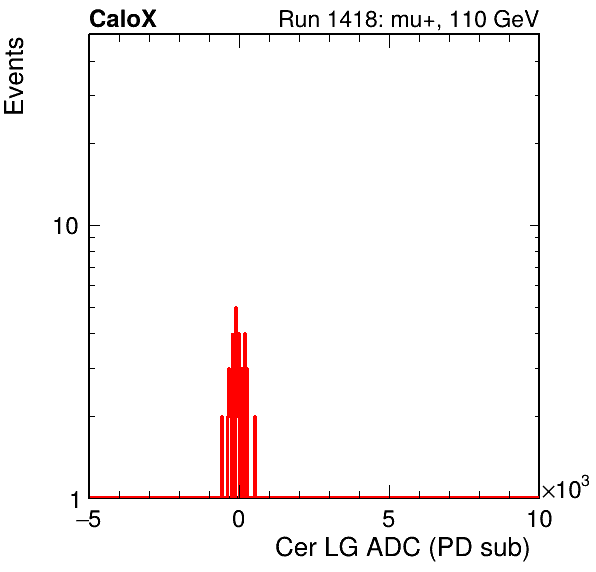 CaloX Run 1418: mu+, 110 GeV
Events
10
1
−5 0 5 10
×10³
Cer LG ADC (PD sub)